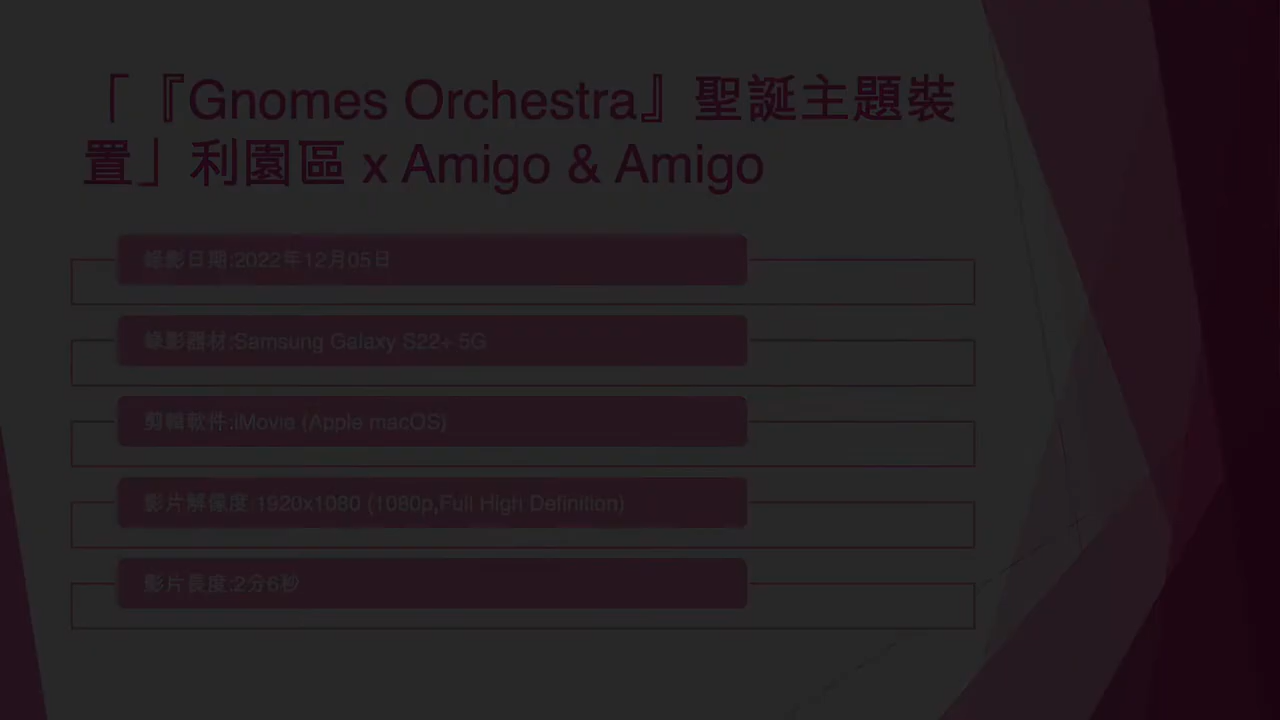 「『Gnomes Orchestra』聖誕主題裝
置」利園區 x Amigo & Amigo
錄影日期:2022年12月05日
錄影器材:Samsung Galaxy S22+ 5G
剪輯軟件:iMovie (Apple macOS)
影片解像度:1920x1080 (1080p,Full High Definition)
影片長度:2分6秒